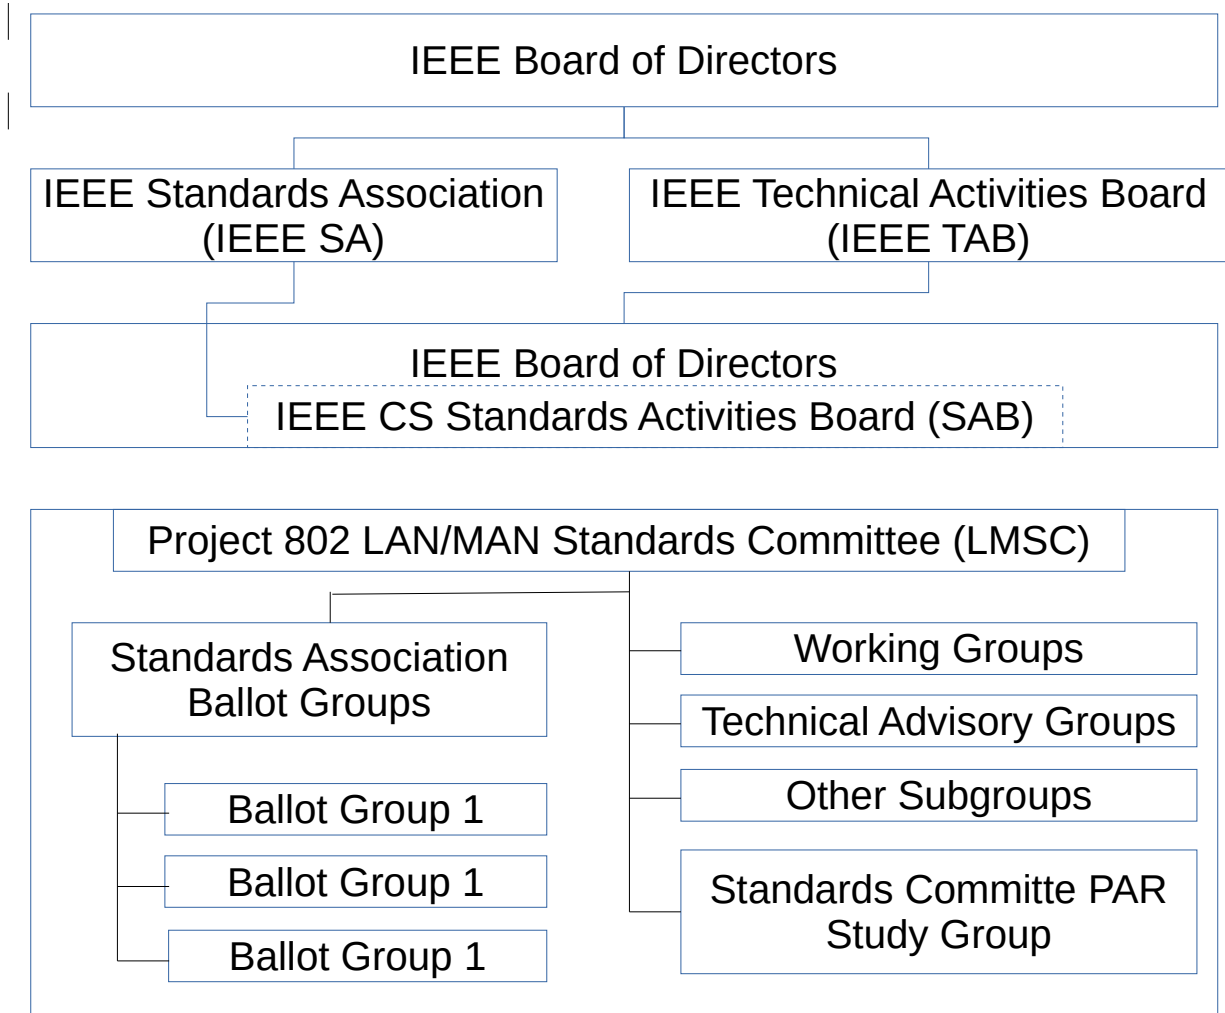 IEEE Board of Directors
IEEE Standards Association
(IEEE SA)
IEEE Technical Activities Board
(IEEE TAB)
IEEE Board of Directors
IEEE CS Standards Activities Board (SAB)
Project 802 LAN/MAN Standards Committee (LMSC)
Standards Association
Ballot Groups
Ballot Group 1
Ballot Group 1
Ballot Group 1
Working Groups
Technical Advisory Groups
Other Subgroups
Standards Committe PAR
Study Group